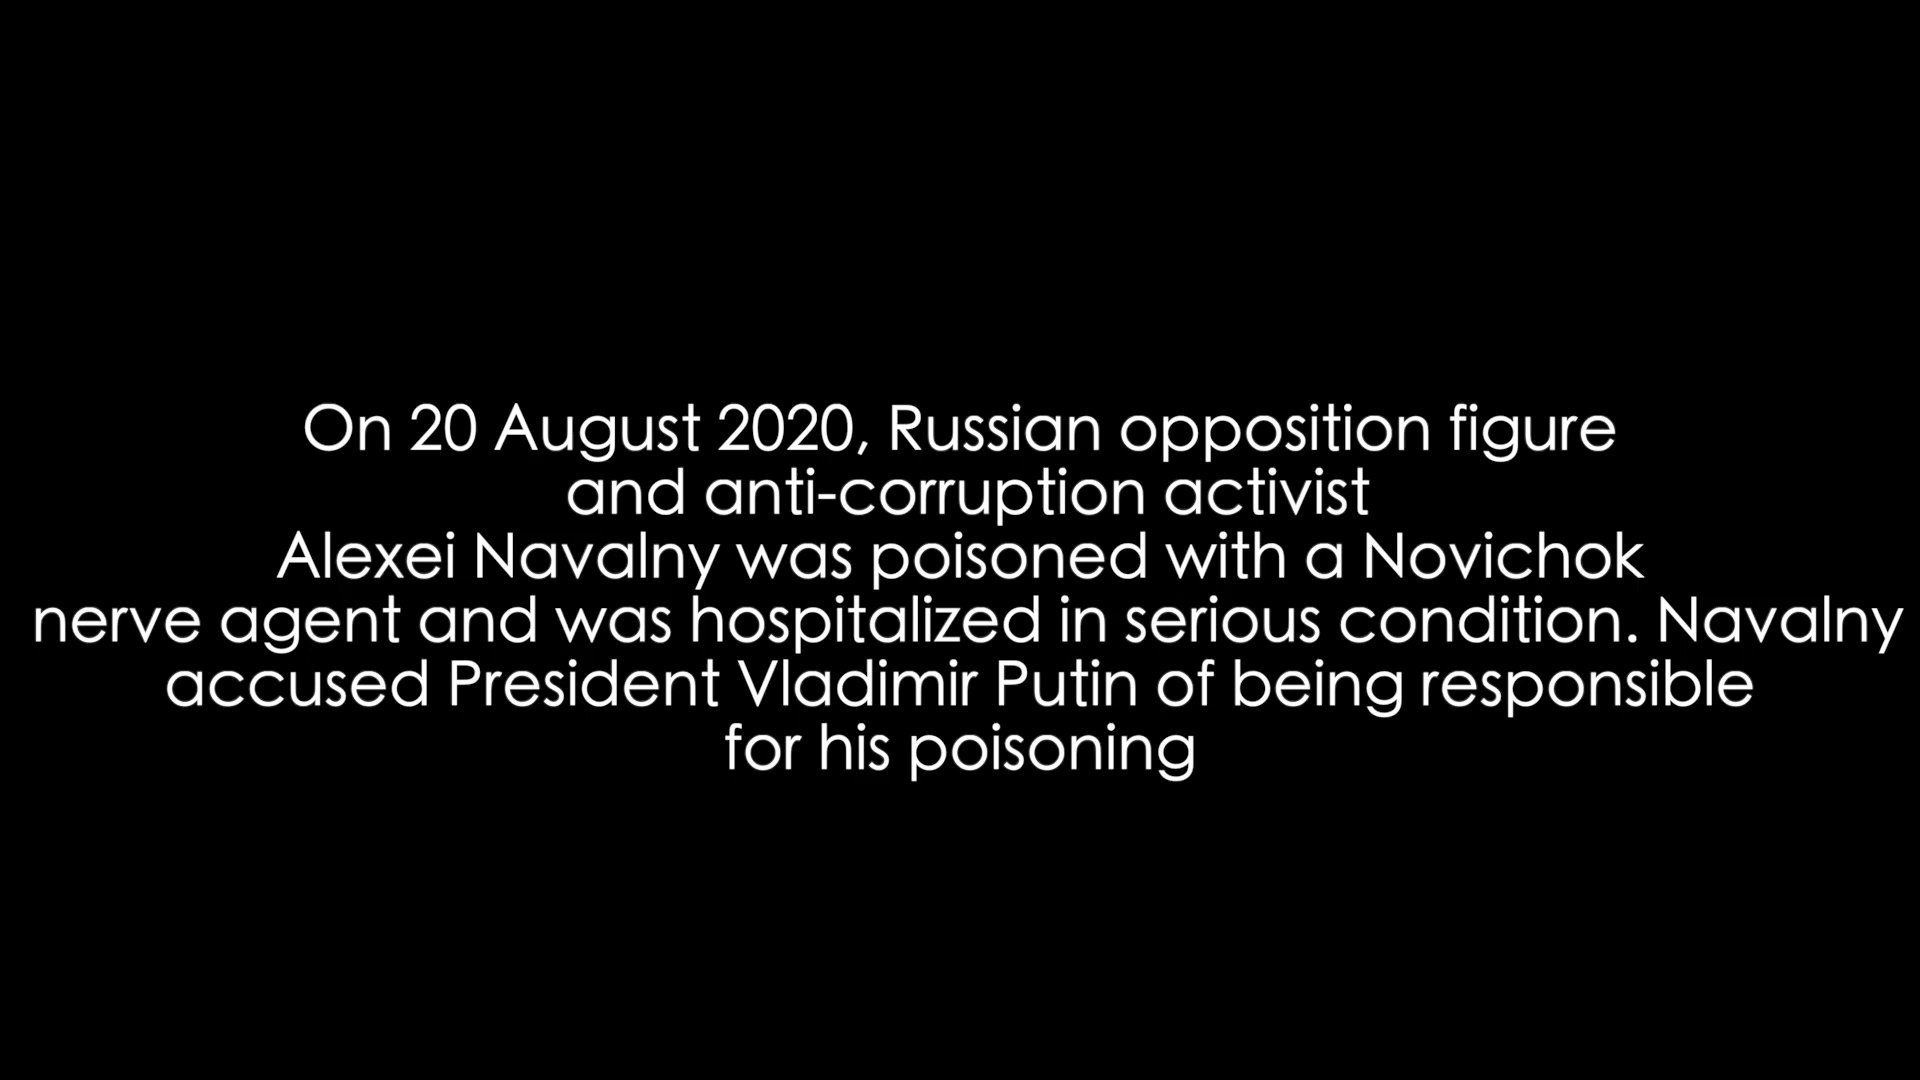 On 20 August 2020, Russian opposition figure
and anti-corruption activist
Alexei Navalny was poisoned with a Novichok
nerve agent and was hospitalized in serious condition. Navalny
accused President Vladimir Putin of being responsible
for his poisoning